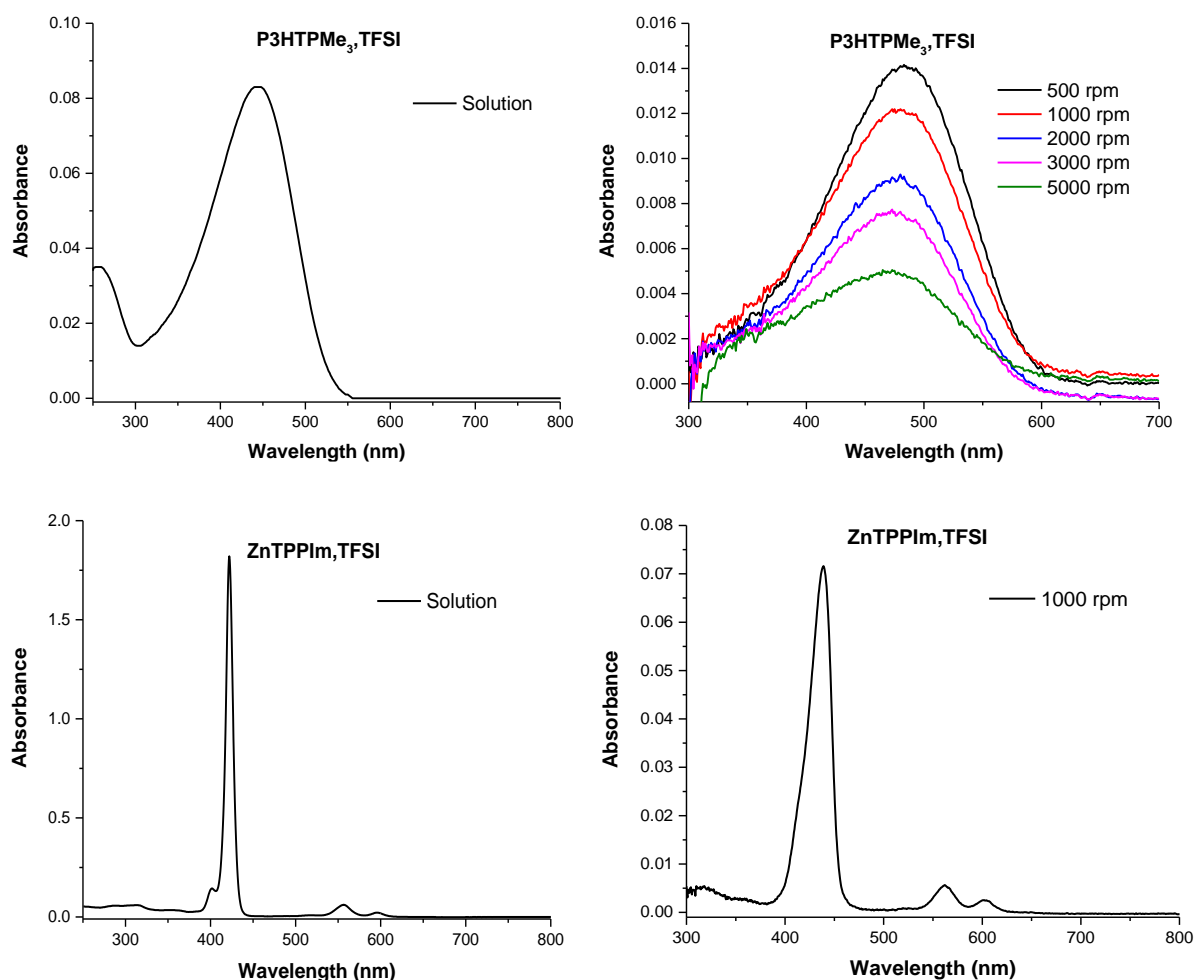 P3HTPMe₃,TFSI
Solution
Absorbance
0.10
0.08
0.06
0.04
0.02
0.00
300 400 500 600 700 800
Wavelength (nm)
P3HTPMe₃,TFSI
500 rpm
1000 rpm
2000 rpm
3000 rpm
5000 rpm
Absorbance
0.016
0.014
0.012
0.010
0.008
0.006
0.004
0.002
0.000
300 400 500 600 700
Wavelength (nm)
ZnTPPIm,TFSI
Solution
Absorbance
2.0
1.5
1.0
0.5
0.0
300 400 500 600 700 800
Wavelength (nm)
ZnTPPIm,TFSI
1000 rpm
Absorbance
0.08
0.07
0.06
0.05
0.04
0.03
0.02
0.01
0.00
300 400 500 600 700 800
Wavelength (nm)